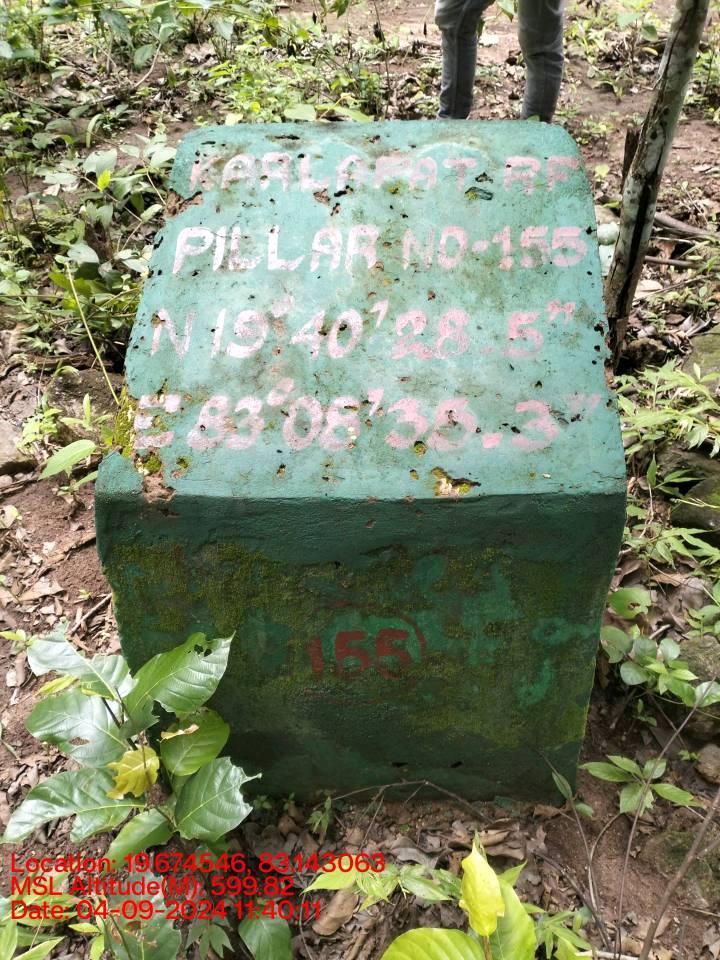 KARLAPAT RF
PILLAR NO-155
N 19° 40' 28.5"
E 83° 08' 35.3"
155
Location: 19.674546, 83.143063
MSL Altitude(M): 599.82
Date: 04-09-2024 11:40:11